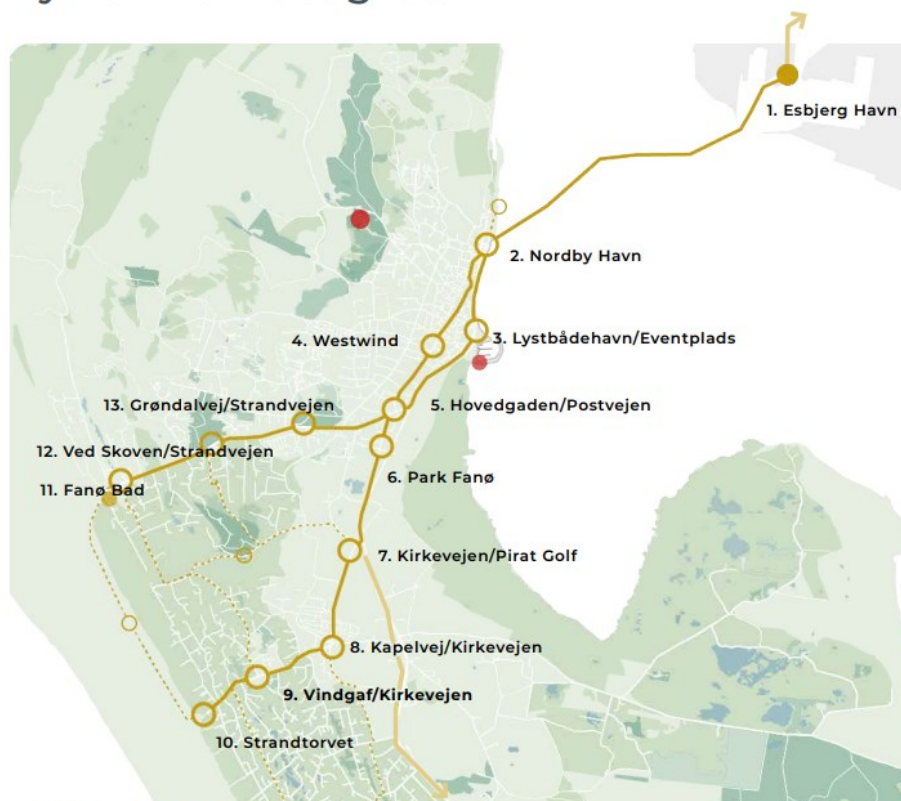 1. Esbjerg Havn
2. Nordby Havn
3. Lystbådehavn/Eventplads
4. Westwind
5. Hovedgaden/Postvejen
13. Grøndalvej/Strandvejen
12. Ved Skoven/Strandvejen
6. Park Fanø
11. Fanø Bad
7. Kirkevejen/Pirat Golf
8. Kapelvej/Kirkevejen
9. Vindgaf/Kirkevejen
10. Strandtorvet